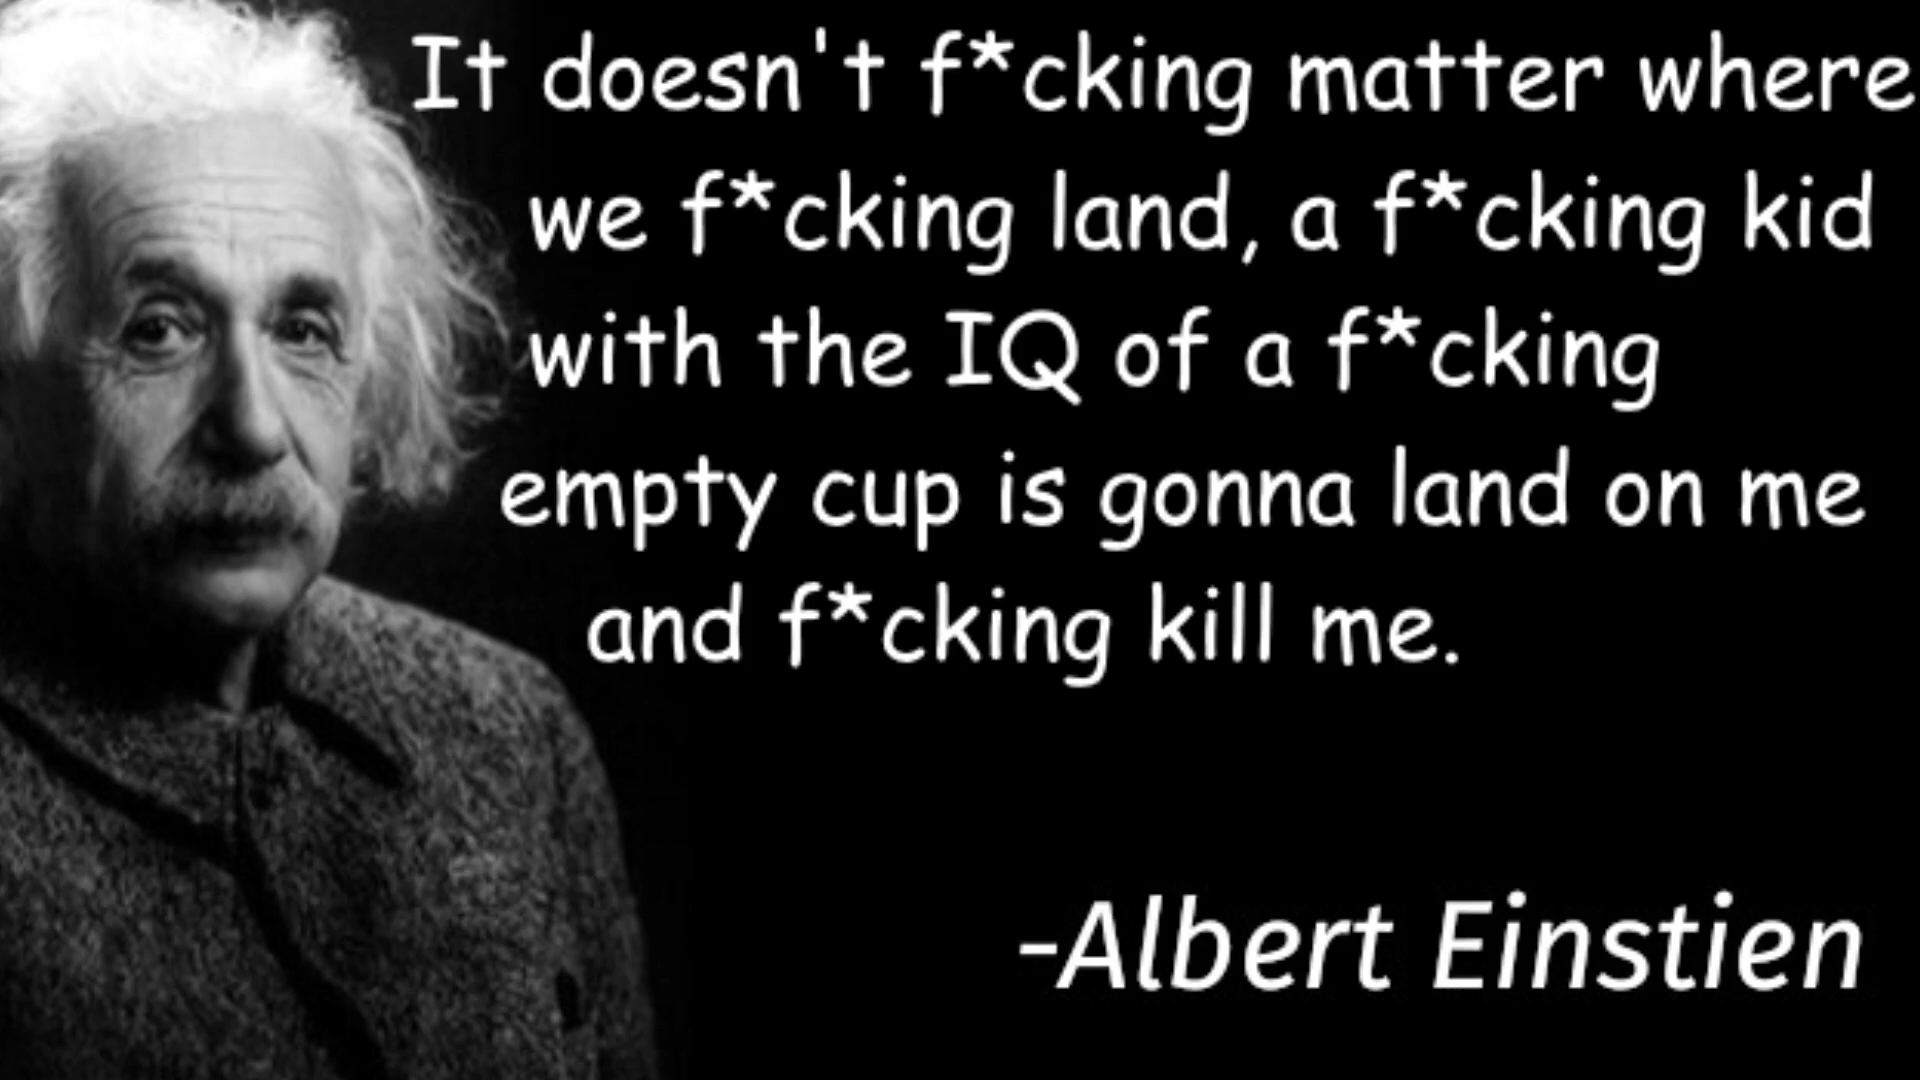 It doesn't f*cking matter where
we f*cking land, a f*cking kid
with the IQ of a f*cking
empty cup is gonna land on me
and f*cking kill me.
-Albert Einstien